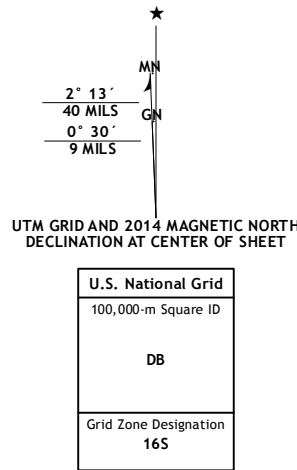 MN
2° 13´
40 MILS
GN
0° 30´
9 MILS
UTM GRID AND 2014 MAGNETIC NORTH
DECLINATION AT CENTER OF SHEET
U.S. National Grid
100,000-m Square ID
DB
Grid Zone Designation
16S